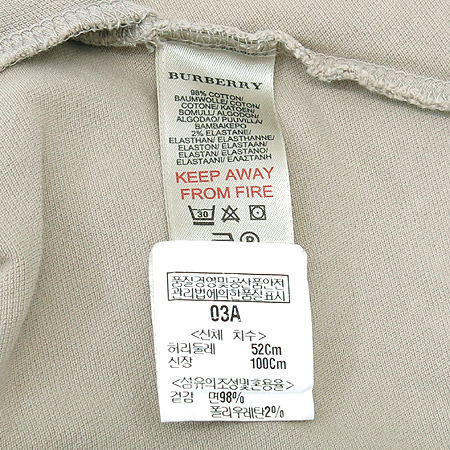 BURBERRY
98% COTTON/
BAUMWOLLE/ COTON/
COTONE/ KATOEN/
BOMULL/ ALGODON/
ALGODAO/ PUUVILLA/
ΒΑΜΒΑΚΕΡΟ
2% ELASTANE/
ELASTHAN/ ELASTHANNE/
ELASTON/ ELASTAN/
ELASTAN/ ELASTANO/
ELASTAANI/ ΕΛΑΣΤΑΝΗ
KEEP AWAY
FROM FIRE
30
품질경영및공산품안전
관리법에의한품질표시
03A
<신체 치수>
허리둘레 52Cm
신장 100Cm
<섬유의조성및혼용율>
겉감 면98%
폴리우레탄2%